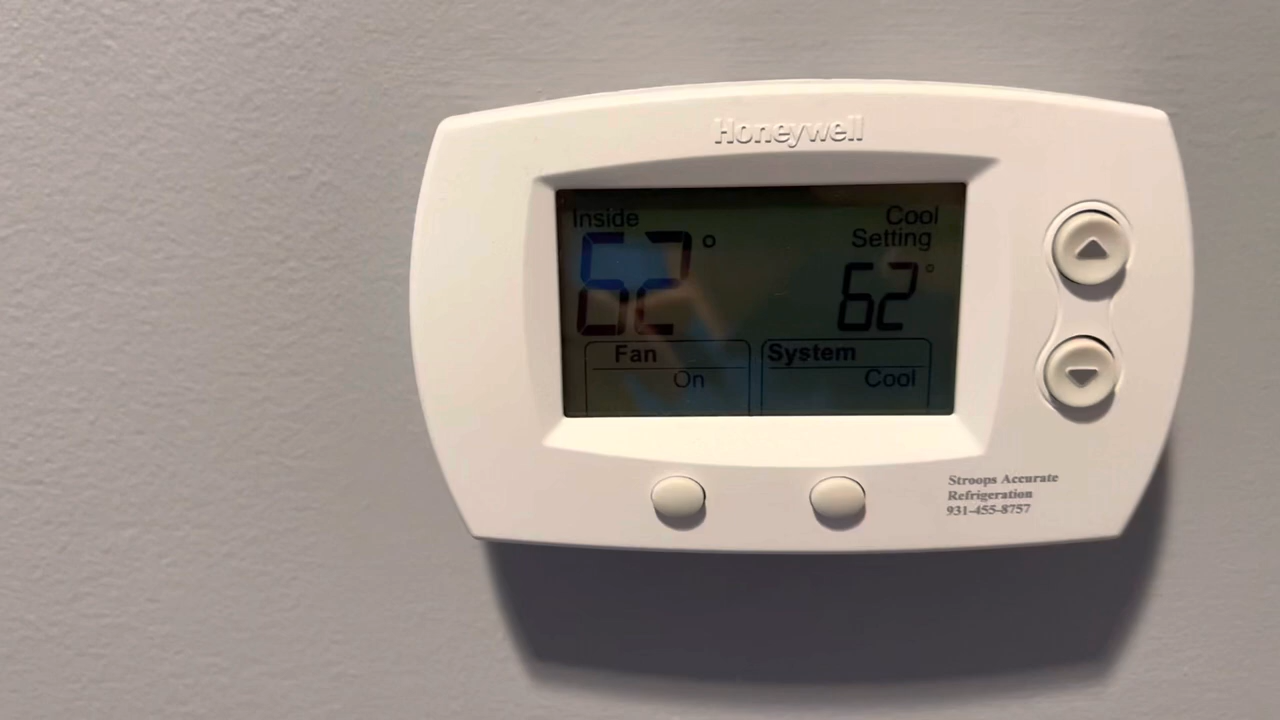 Honeywell
Inside
Cool
Setting
62°
62°
Fan
System
On
Cool
Stroops Accurate
Refrigeration
931-455-8757